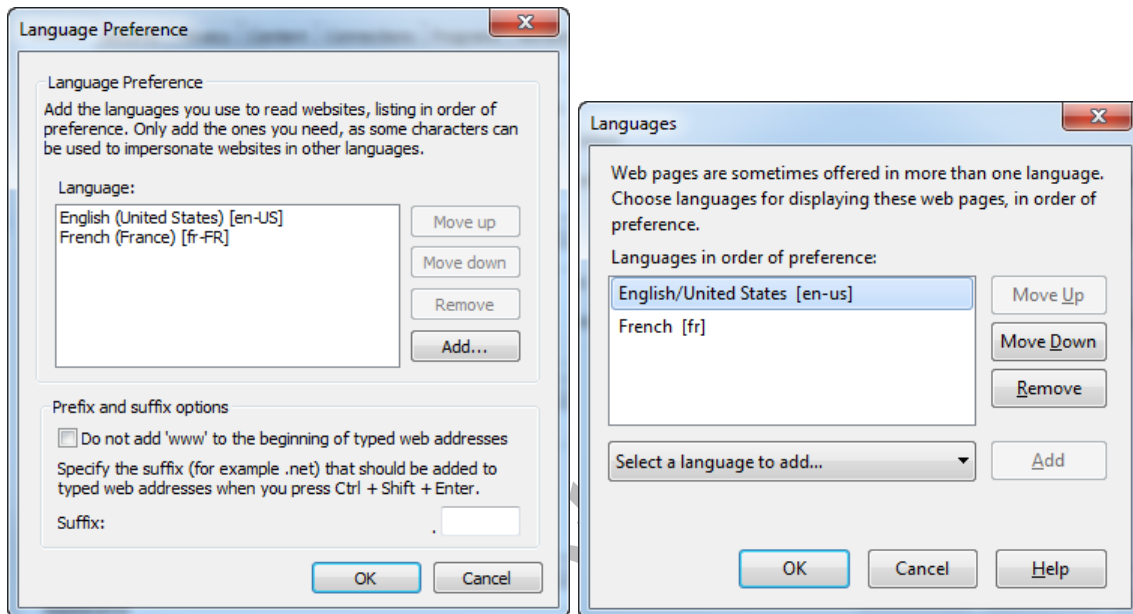 Language Preference
Language Preference
Add the languages you use to read websites, listing in order of
preference. Only add the ones you need, as some characters can
be used to impersonate websites in other languages.
Language:
English (United States) [en-US]
French (France) [fr-FR]
Move up
Move down
Remove
Add...
Prefix and suffix options
Do not add 'www' to the beginning of typed web addresses
Specify the suffix (for example .net) that should be added to
typed web addresses when you press Ctrl + Shift + Enter.
Suffix:
.
OK
Cancel
Languages
Web pages are sometimes offered in more than one language.
Choose languages for displaying these web pages, in order of
preference.
Languages in order of preference:
English/United States [en-us]
French [fr]
Move Up
Move Down
Remove
Select a language to add...
Add
OK
Cancel
Help